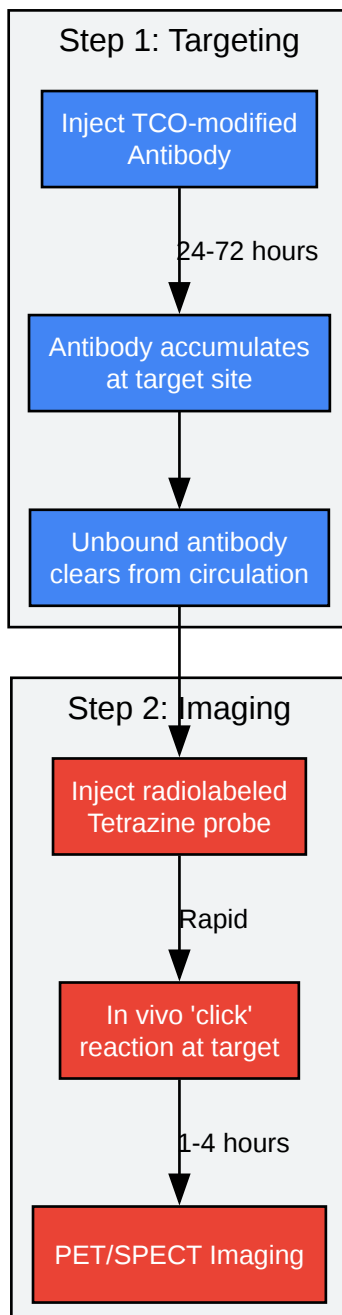 Step 1: Targeting
Inject TCO-modified
Antibody
24-72 hours
Antibody accumulates
at target site
Unbound antibody
clears from circulation
Step 2: Imaging
Inject radiolabeled
Tetrazine probe
Rapid
In vivo 'click'
reaction at target
1-4 hours
PET/SPECT Imaging